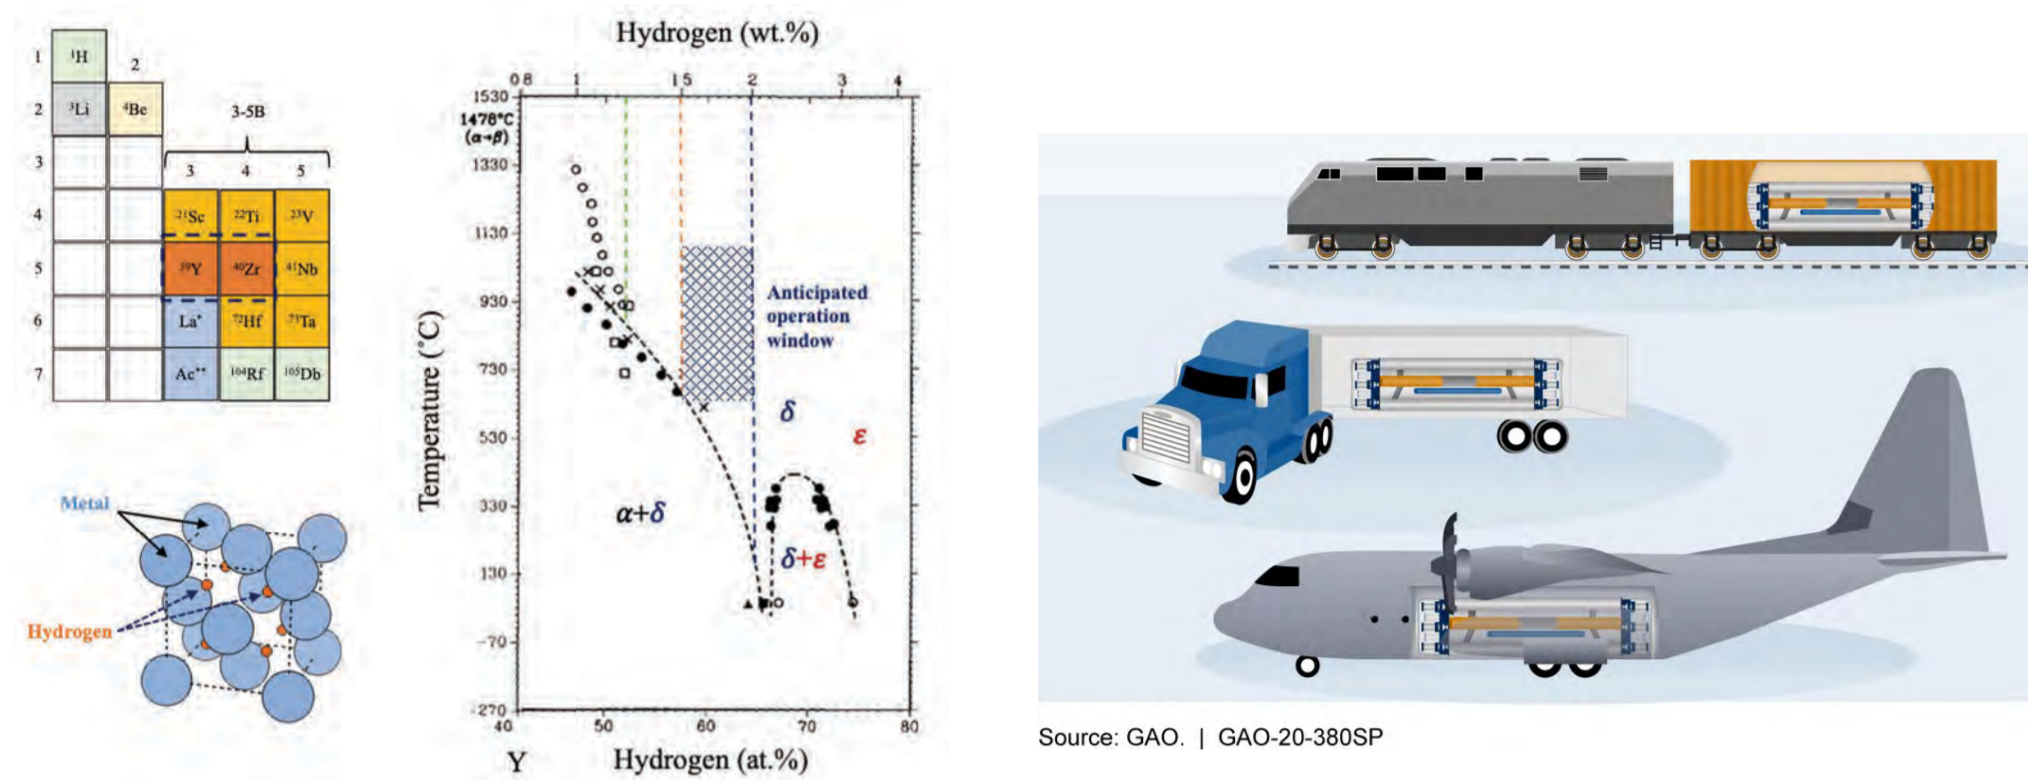 1
¹H
2
2
³Li
⁴Be
3-5B
3
3
4
5
4
²¹Sc
²²Ti
²³V
5
³⁹Y
⁴⁰Zr
⁴¹Nb
6
La*
⁷²Hf
⁷³Ta
7
Ac**
¹⁰⁴Rf
¹⁰⁵Db
Metal
Hydrogen
Hydrogen (wt.%)
0 8
1
1 5
2
3
4
1530
1478°C
(α→β)
1330
1130
930
730
530
330
130
-70
-270
Temperature (°C)
Anticipated
operation
window
δ
ε
α+δ
δ+ε
40
50
60
70
80
Y
Hydrogen (at.%)
Source: GAO. | GAO-20-380SP